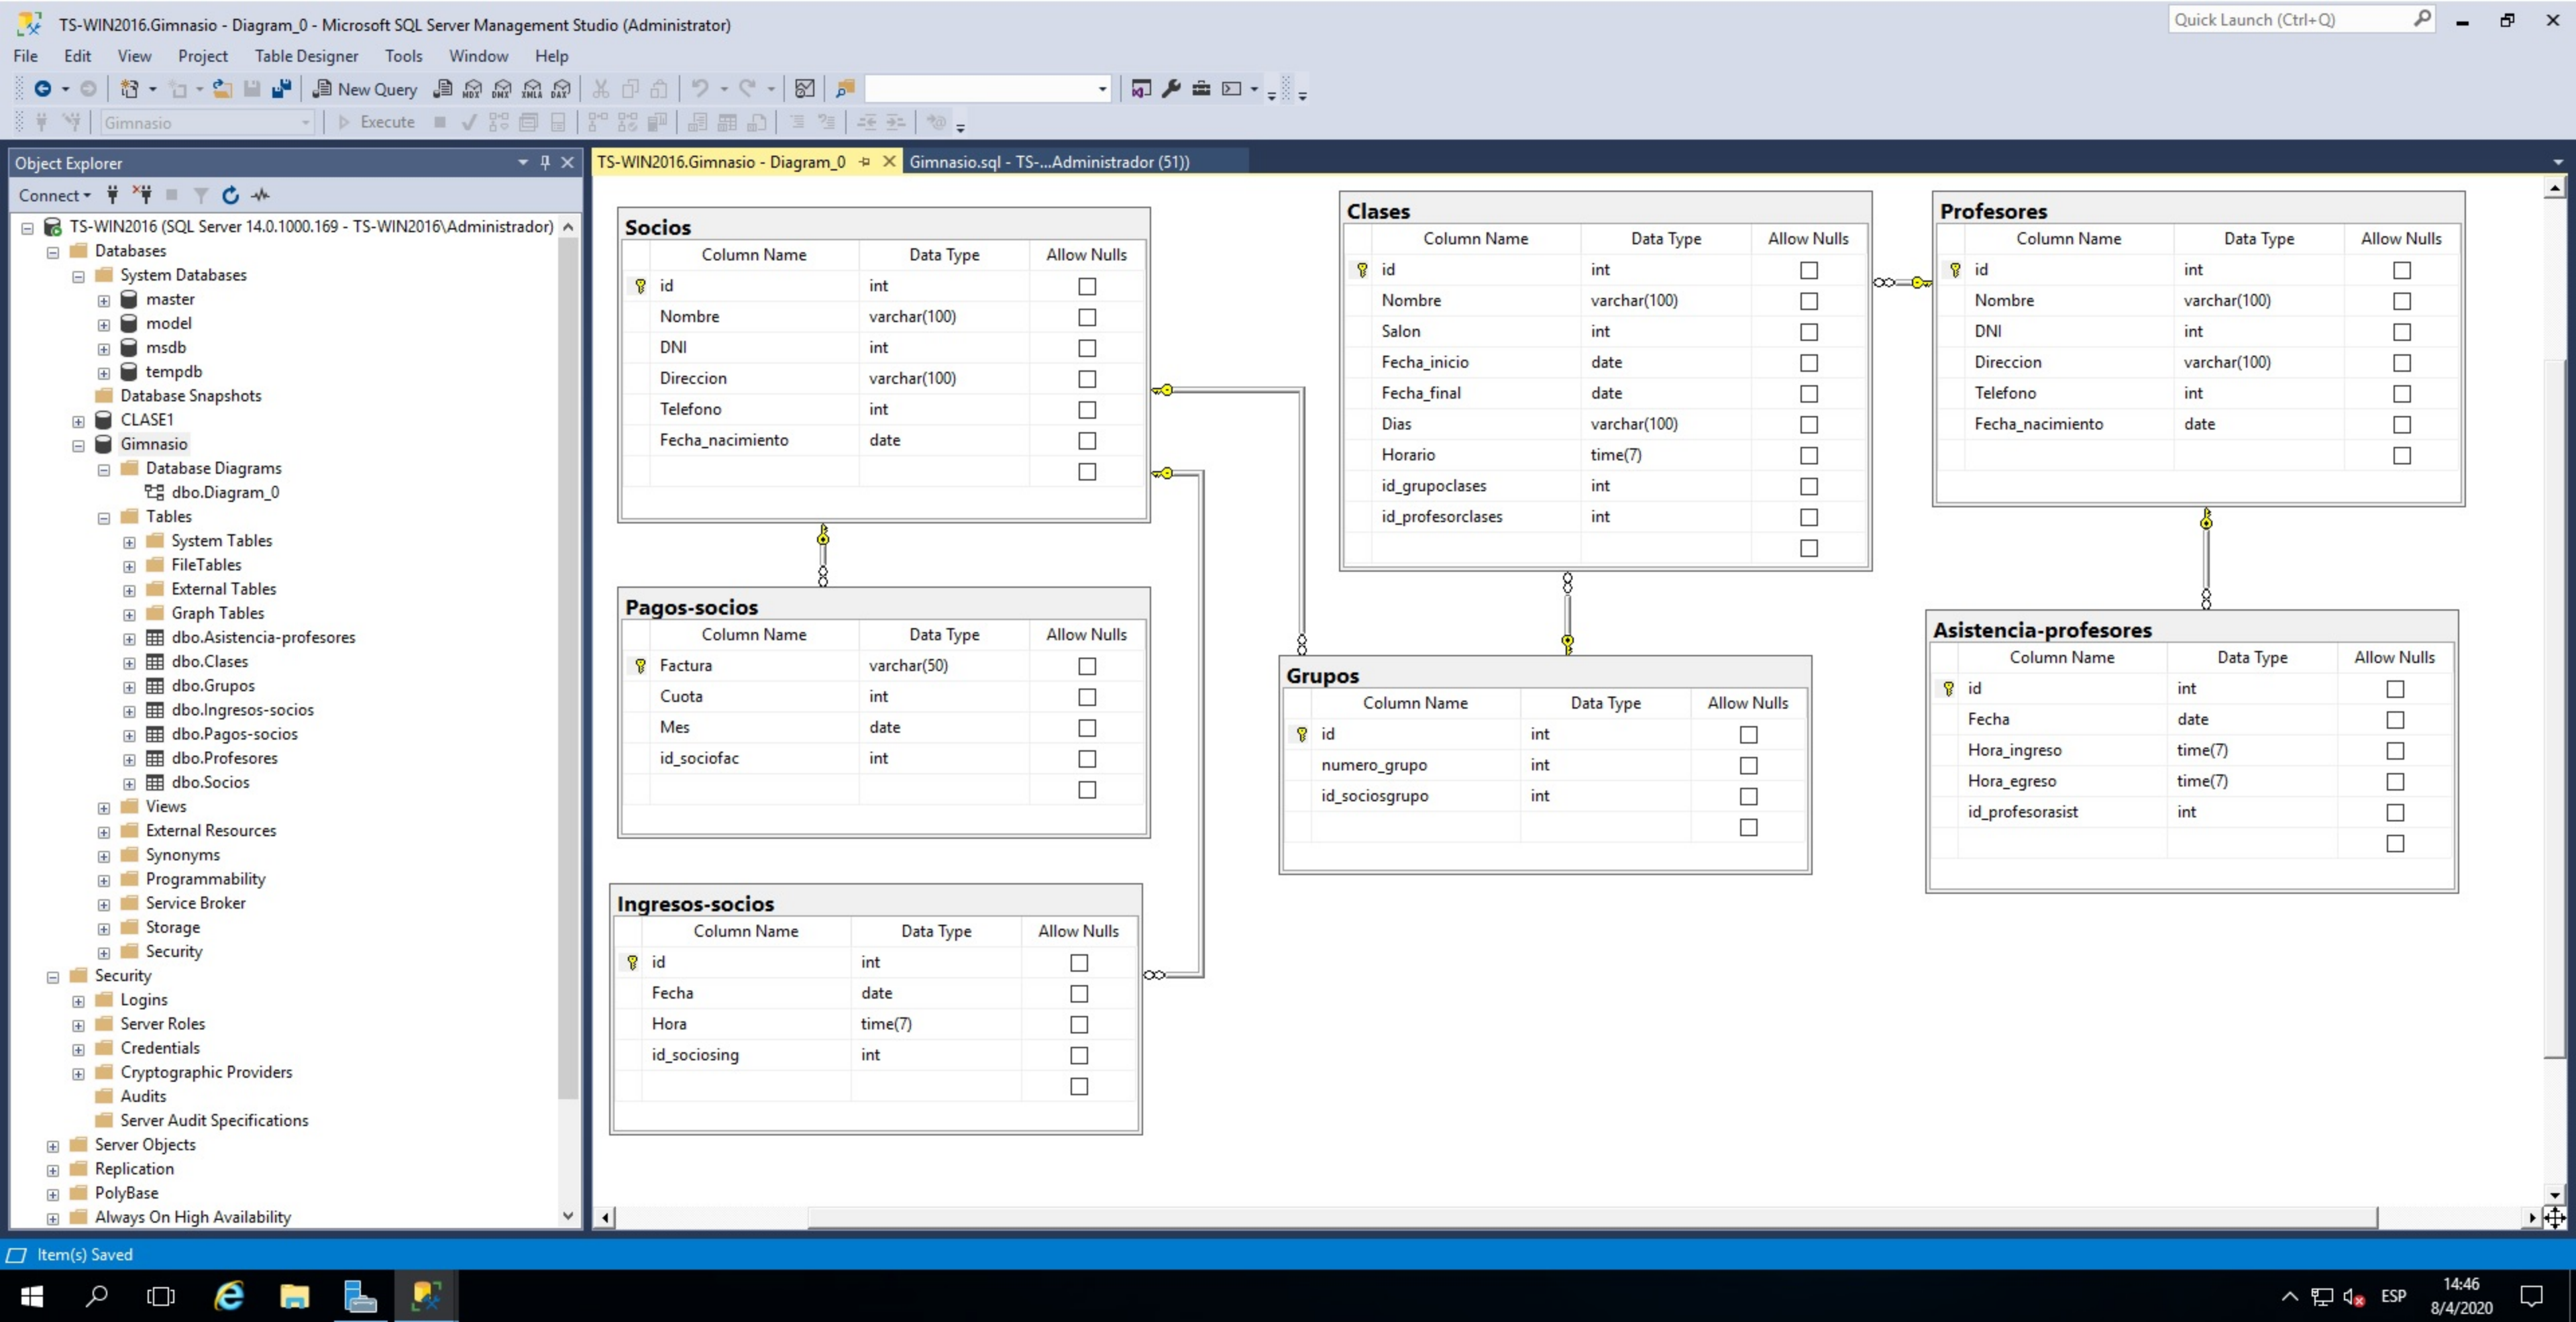 TS-WIN2016.Gimnasio - Diagram_0 - Microsoft SQL Server Management Studio (Administrator)
Quick Launch (Ctrl+Q)
File Edit View Project Table Designer Tools Window Help
New Query MDX DMX XMLA DAX
Gimnasio Execute
Object Explorer
Connect
TS-WIN2016 (SQL Server 14.0.1000.169 - TS-WIN2016\Administrador)
Databases
System Databases
master
model
msdb
tempdb
Database Snapshots
CLASE1
Gimnasio
Database Diagrams
dbo.Diagram_0
Tables
System Tables
FileTables
External Tables
Graph Tables
dbo.Asistencia-profesores
dbo.Clases
dbo.Grupos
dbo.Ingresos-socios
dbo.Pagos-socios
dbo.Profesores
dbo.Socios
Views
External Resources
Synonyms
Programmability
Service Broker
Storage
Security
Security
Logins
Server Roles
Credentials
Cryptographic Providers
Audits
Server Audit Specifications
Server Objects
Replication
PolyBase
Always On High Availability
TS-WIN2016.Gimnasio - Diagram_0
Gimnasio.sql - TS-...Administrador (51))
Socios
Column Name Data Type Allow Nulls
id int
Nombre varchar(100)
DNI int
Direccion varchar(100)
Telefono int
Fecha_nacimiento date
Pagos-socios
Column Name Data Type Allow Nulls
Factura varchar(50)
Cuota int
Mes date
id_sociofac int
Ingresos-socios
Column Name Data Type Allow Nulls
id int
Fecha date
Hora time(7)
id_sociosing int
Clases
Column Name Data Type Allow Nulls
id int
Nombre varchar(100)
Salon int
Fecha_inicio date
Fecha_final date
Dias varchar(100)
Horario time(7)
id_grupoclases int
id_profesorclases int
Grupos
Column Name Data Type Allow Nulls
id int
numero_grupo int
id_sociosgrupo int
Profesores
Column Name Data Type Allow Nulls
id int
Nombre varchar(100)
DNI int
Direccion varchar(100)
Telefono int
Fecha_nacimiento date
Asistencia-profesores
Column Name Data Type Allow Nulls
id int
Fecha date
Hora_ingreso time(7)
Hora_egreso time(7)
id_profesorasist int
Item(s) Saved
ESP
14:46
8/4/2020